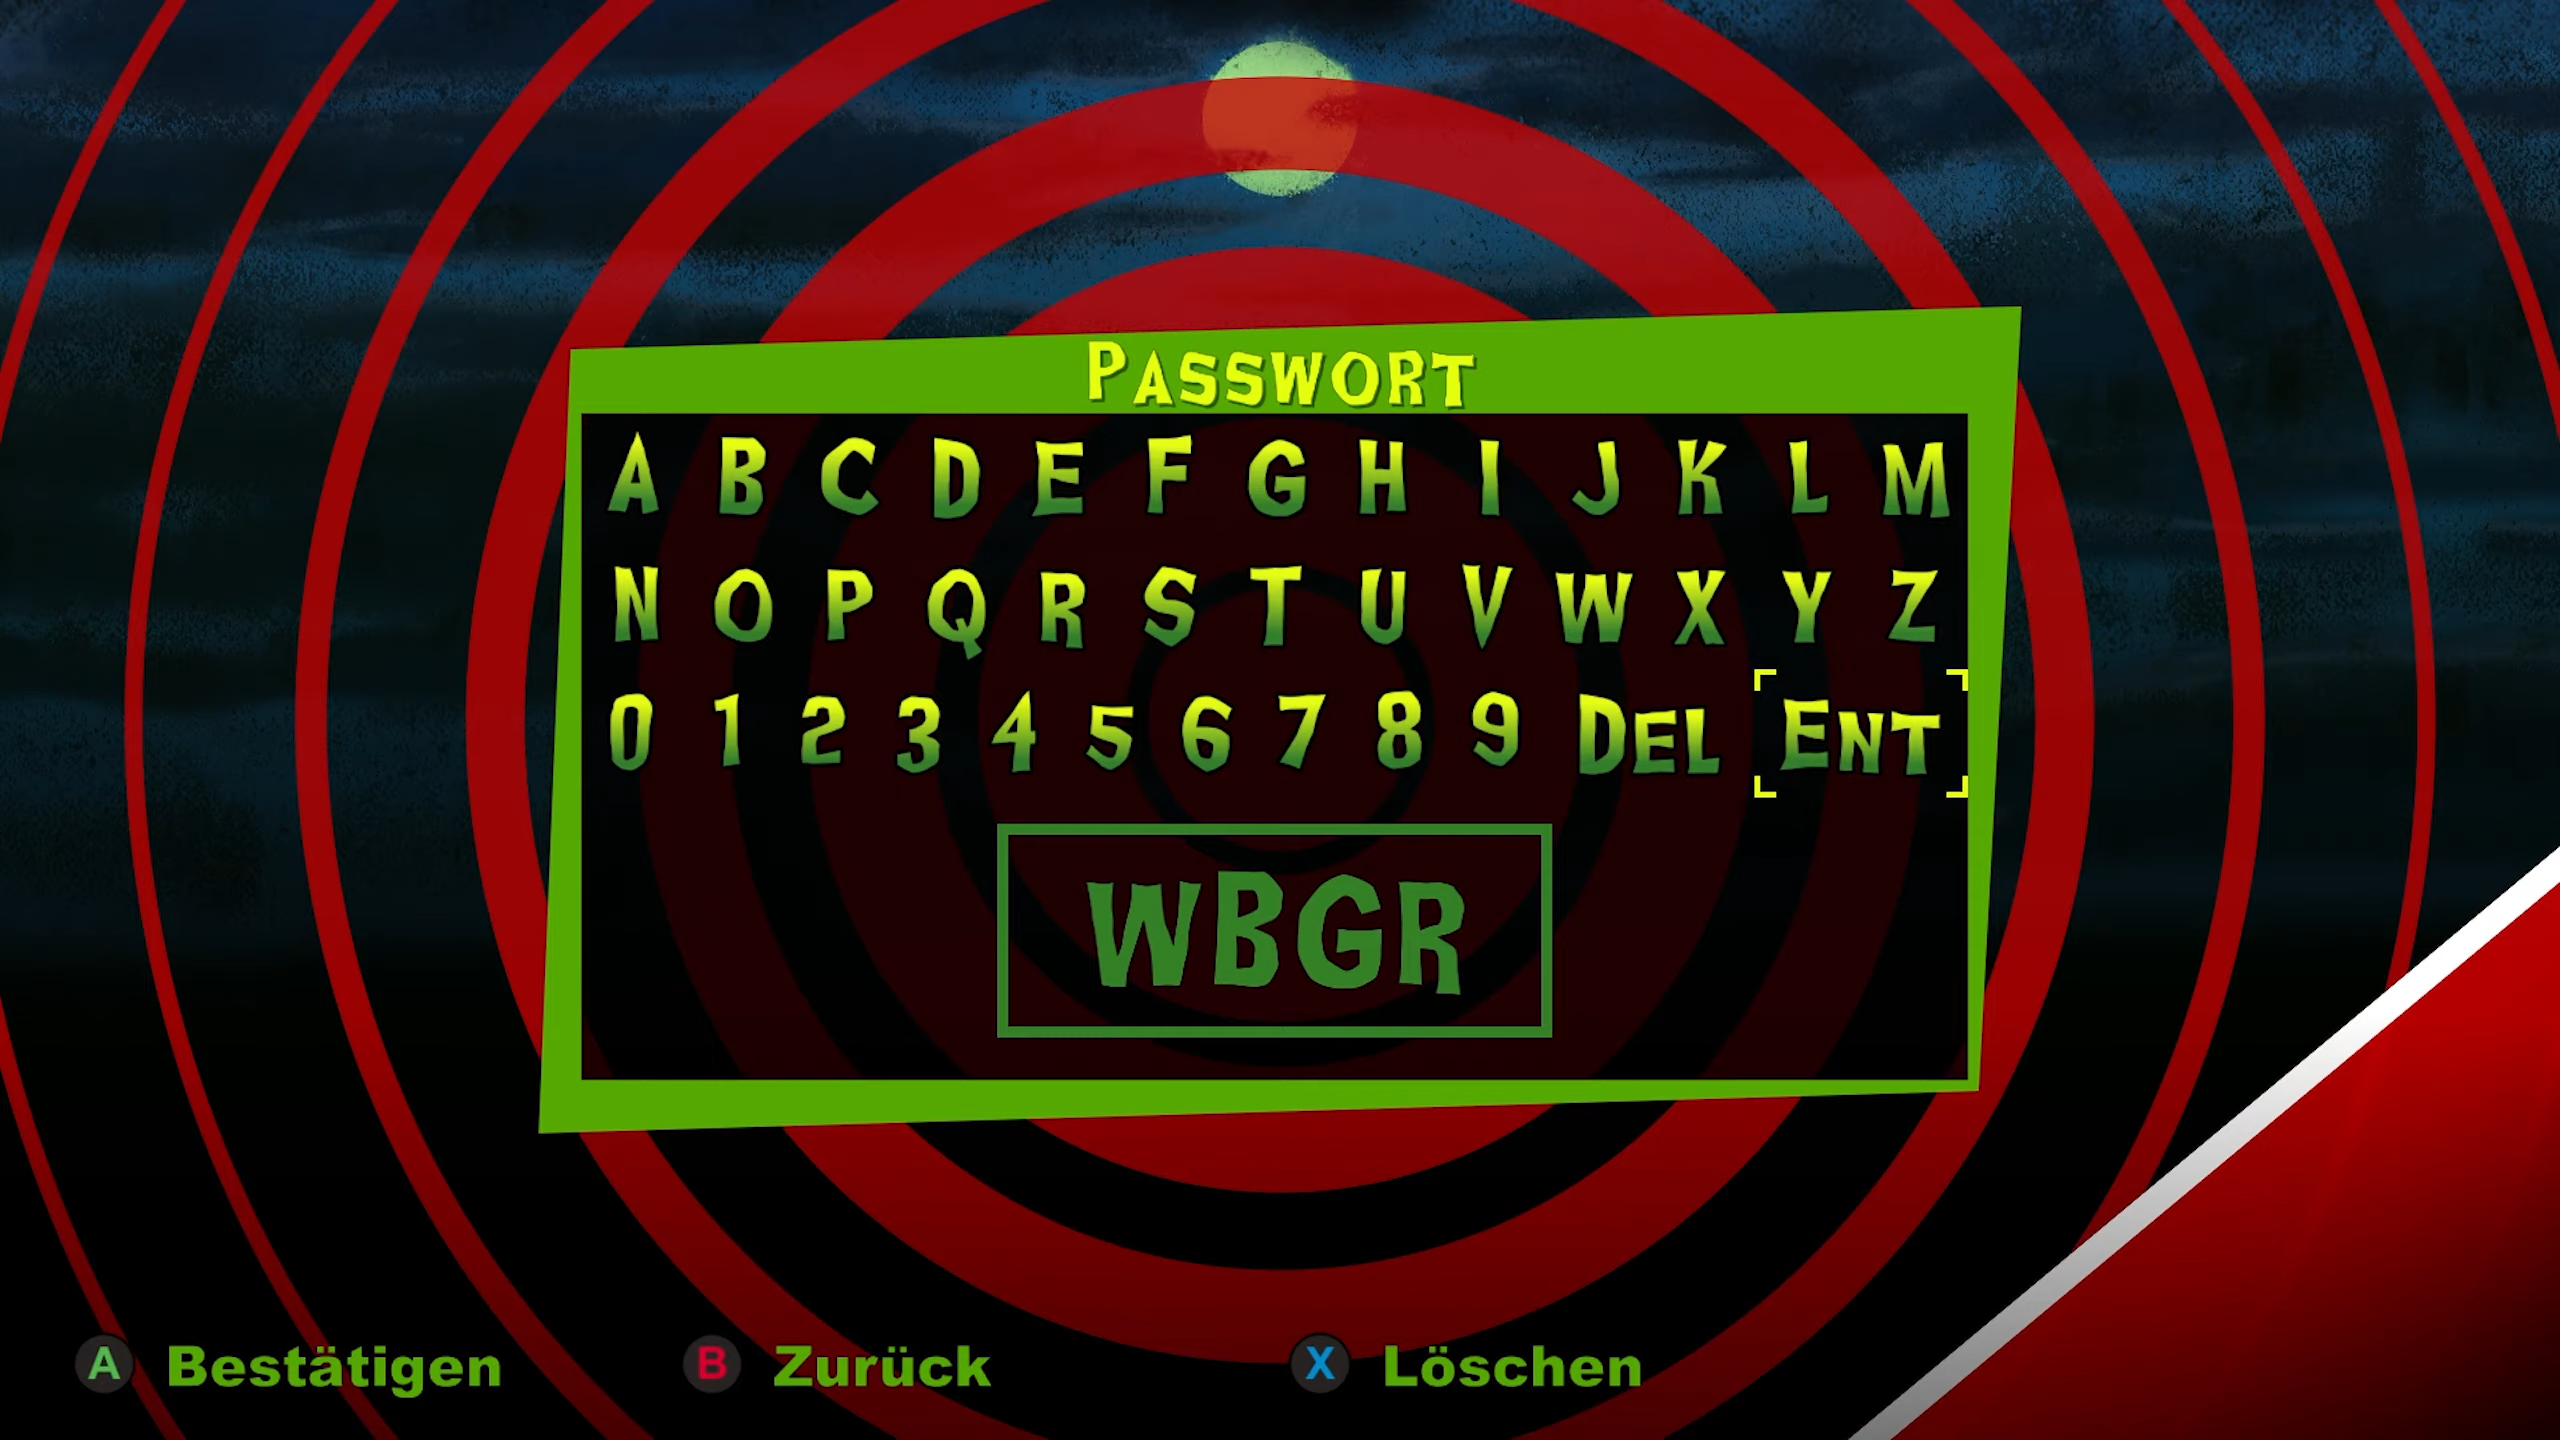 PASSWORT
A B C D E F G H I J K L M
N O P Q R S T U V W X Y Z
0 1 2 3 4 5 6 7 8 9 DEL ENT
WBGR
A Bestätigen B Zurück X Löschen